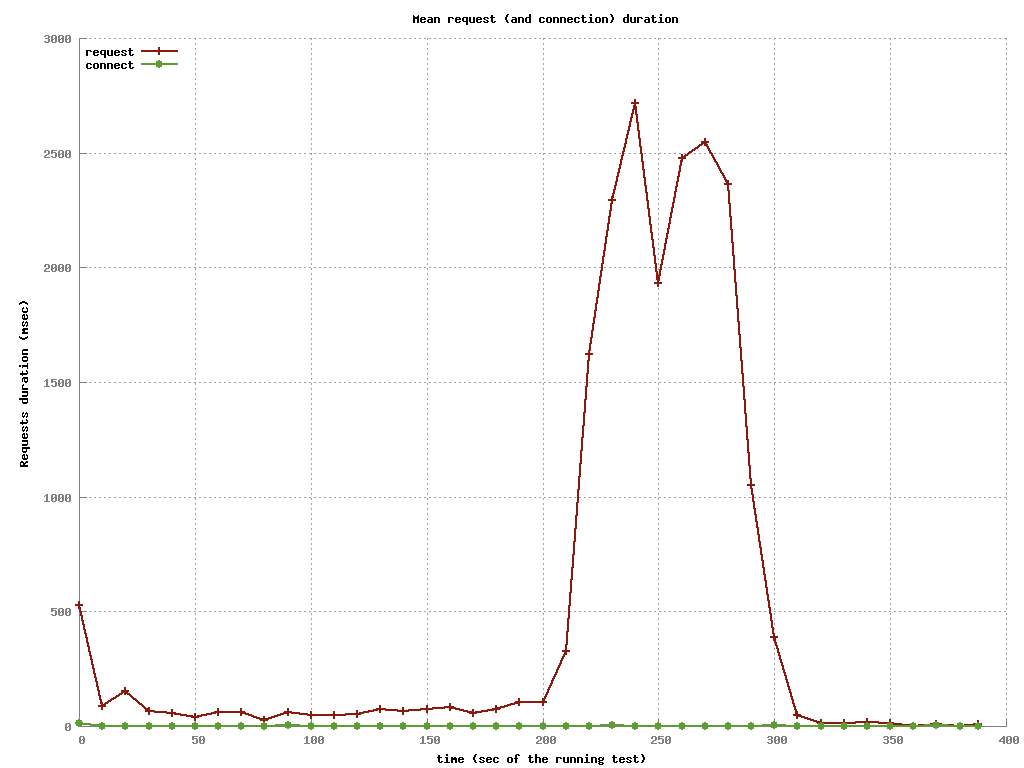 Mean request (and connection) duration
3000
request
connect
2500
2000
1500
1000
500
0
Requests duration (msec)
0 50 100 150 200 250 300 350 400
time (sec of the running test)